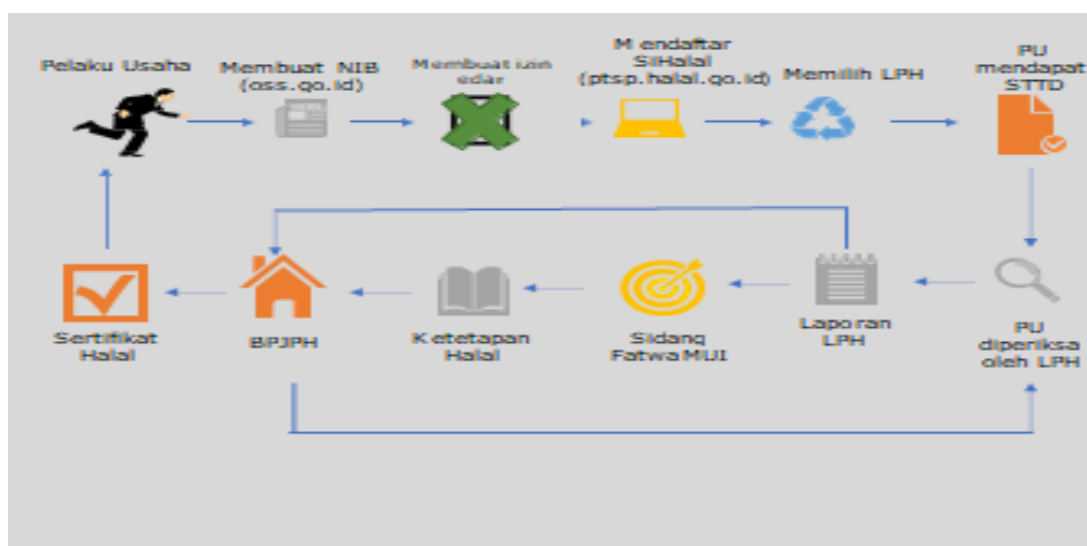 Pelaku Usaha
Membuat NIB
(oss.go.id)
Membuat izin
edar
Mendaftar
SiHalal
(ptsp.halal.go.id)
Memilih LPH
PU
mendapat
STTD
Sertifikat
Halal
BPJPH
Ketetapan
Halal
Sidang
Fatwa MUI
Laporan
LPH
PU
diperiksa
oleh LPH